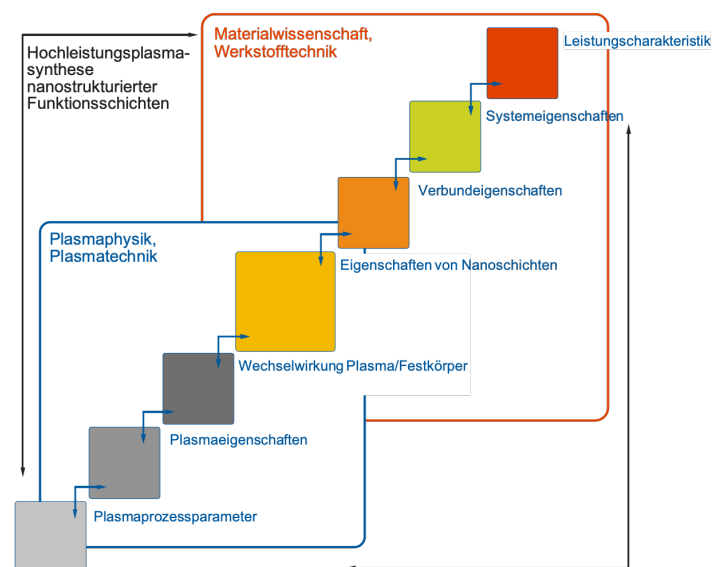 Materialwissenschaft,
Werkstofftechnik
Leistungscharakteristik
Hochleistungsplasma-
synthese
nanostrukturierter
Funktionsschichten
Systemeigenschaften
Verbundeigenschaften
Plasmaphysik,
Plasmatechnik
Eigenschaften von Nanoschichten
Wechselwirkung Plasma/Festkörper
Plasmaeigenschaften
Plasmaprozessparameter